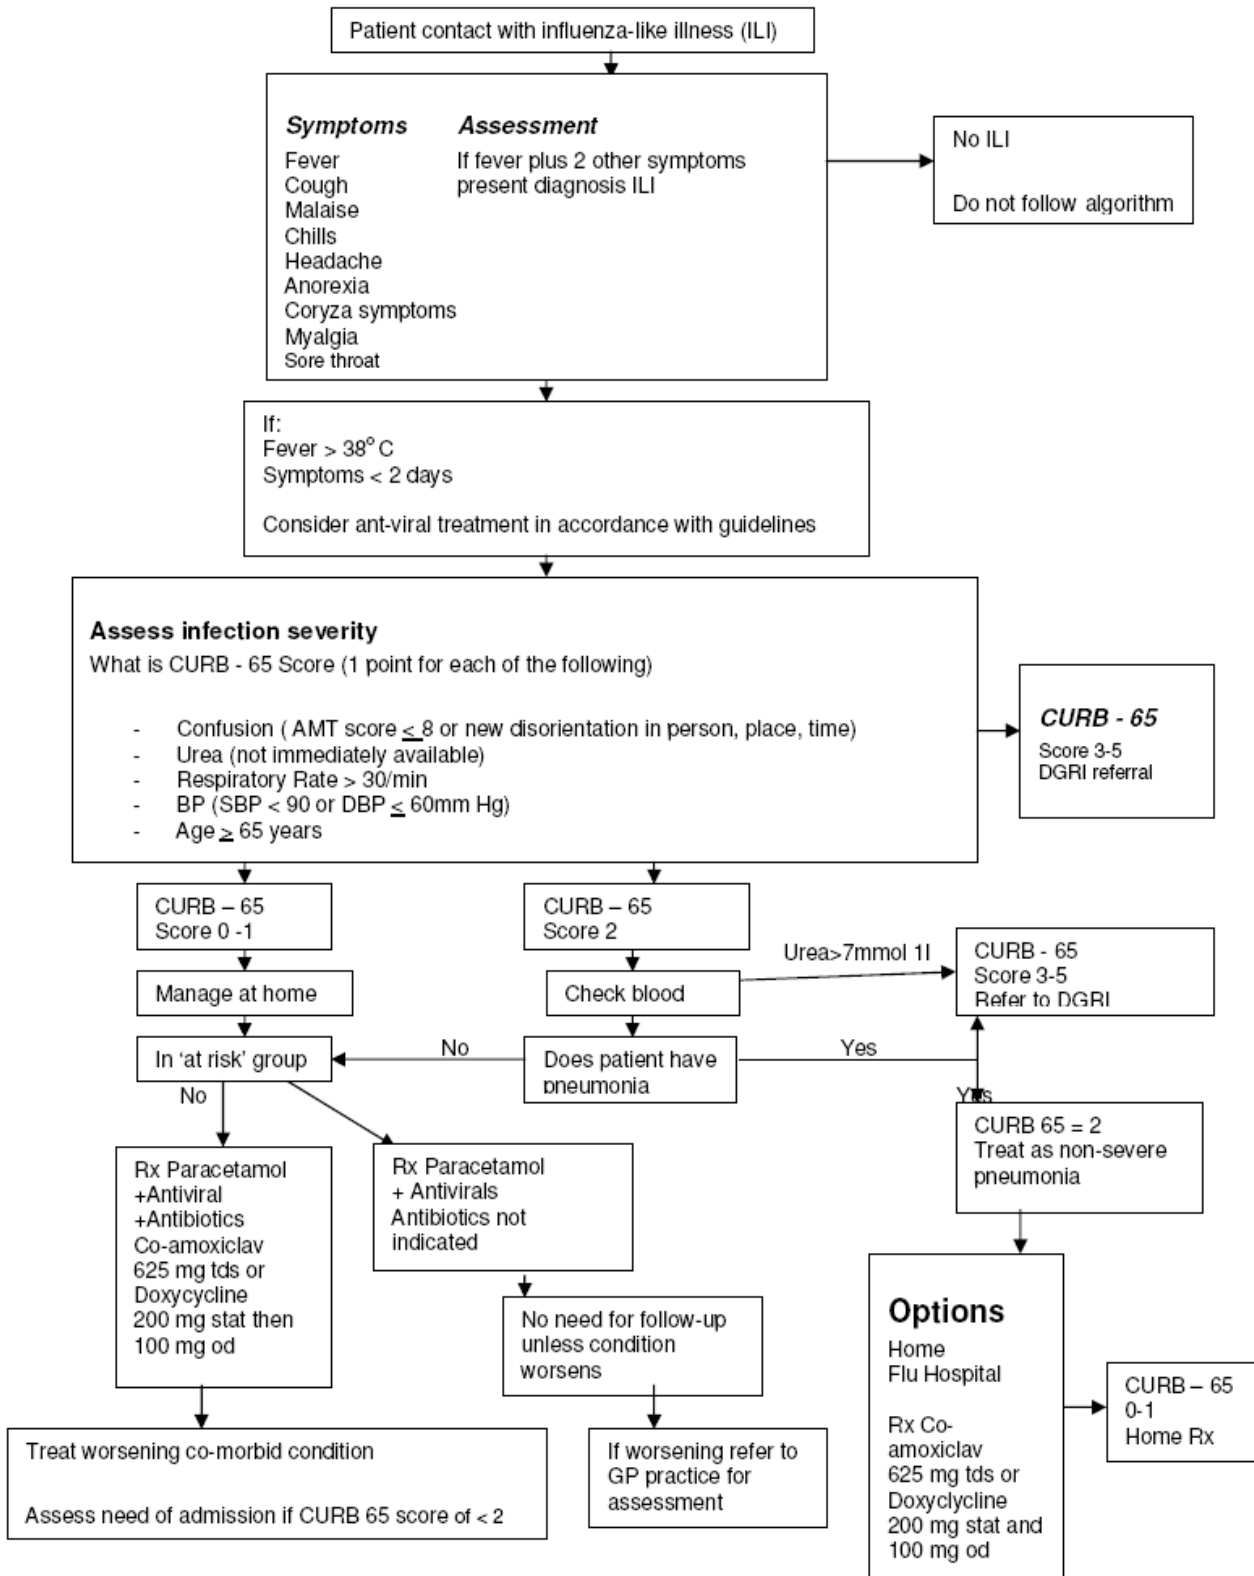 Patient contact with influenza-like illness (ILI)
Symptoms Assessment
Fever If fever plus 2 other symptoms
Cough present diagnosis ILI
Malaise
Chills
Headache
Anorexia
Coryza symptoms
Myalgia
Sore throat
No ILI
Do not follow algorithm
If:
Fever > 38° C
Symptoms < 2 days
Consider ant-viral treatment in accordance with guidelines
Assess infection severity
What is CURB - 65 Score (1 point for each of the following)
- Confusion ( AMT score ≤ 8 or new disorientation in person, place, time)
- Urea (not immediately available)
- Respiratory Rate > 30/min
- BP (SBP < 90 or DBP ≤ 60mm Hg)
- Age ≥ 65 years
CURB - 65
Score 3-5
DGRI referral
CURB – 65
Score 0 -1
CURB – 65
Score 2
Urea>7mmol 1l
CURB - 65
Score 3-5
Refer to DGRI
Manage at home
Check blood
In ‘at risk’ group
No
Does patient have
pneumonia
Yes
No
Yes
CURB 65 = 2
Treat as non-severe
pneumonia
Rx Paracetamol
+Antiviral
+Antibiotics
Co-amoxiclav
625 mg tds or
Doxycycline
200 mg stat then
100 mg od
Rx Paracetamol
+ Antivirals
Antibiotics not
indicated
No need for follow-up
unless condition
worsens
Options
Home
Flu Hospital
Rx Co-
amoxiclav
625 mg tds or
Doxyclycline
200 mg stat and
100 mg od
CURB – 65
0-1
Home Rx
Treat worsening co-morbid condition
Assess need of admission if CURB 65 score of < 2
If worsening refer to
GP practice for
assessment